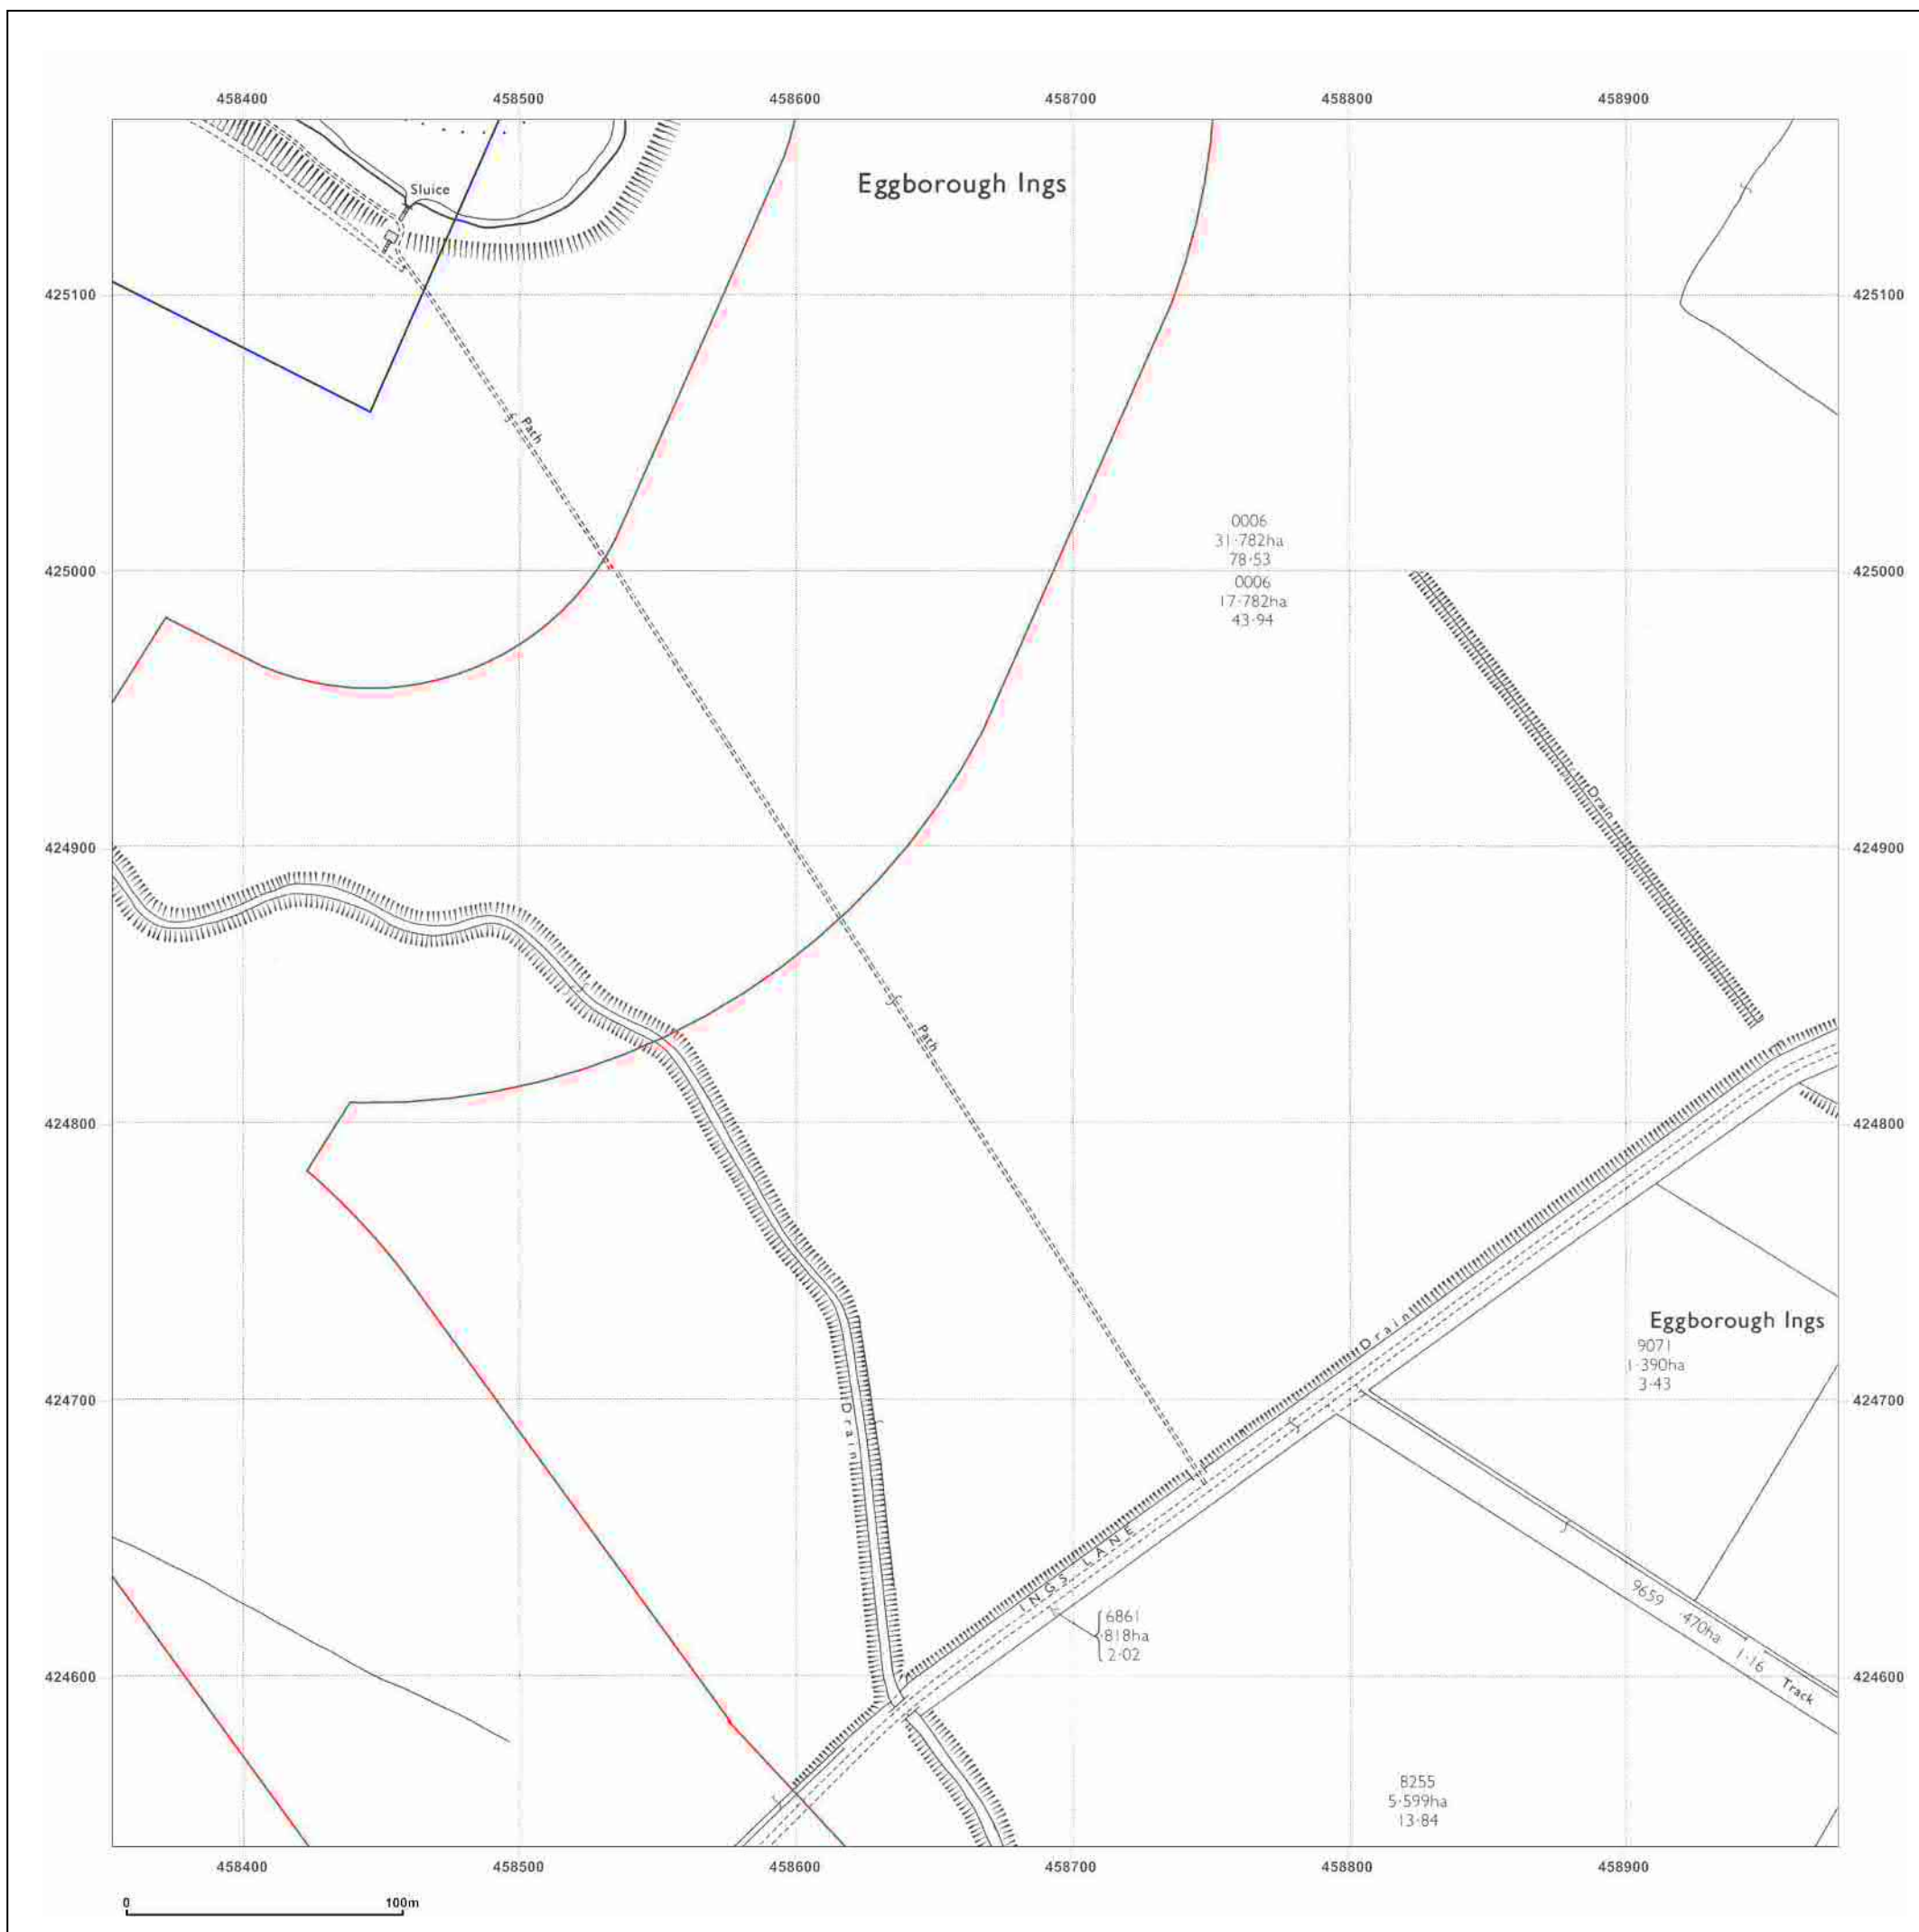 458400 458500 458600 458700 458800 458900
Sluice
Eggborough Ings
425100 425100
Path
0006
31·782ha
78·53
425000 425000
0006
17·782ha
43·94
Drain
424900 424900
Path
424800 424800
Eggborough Ings
Drain
9071
1·390ha
3·43
424700 424700
Drain
INGS LANE
9659 ·470ha 1·16 Track
6861
·818ha
2·02
424600 424600
8255
5·599ha
13·84
458400 458500 458600 458700 458800 458900
0 100m